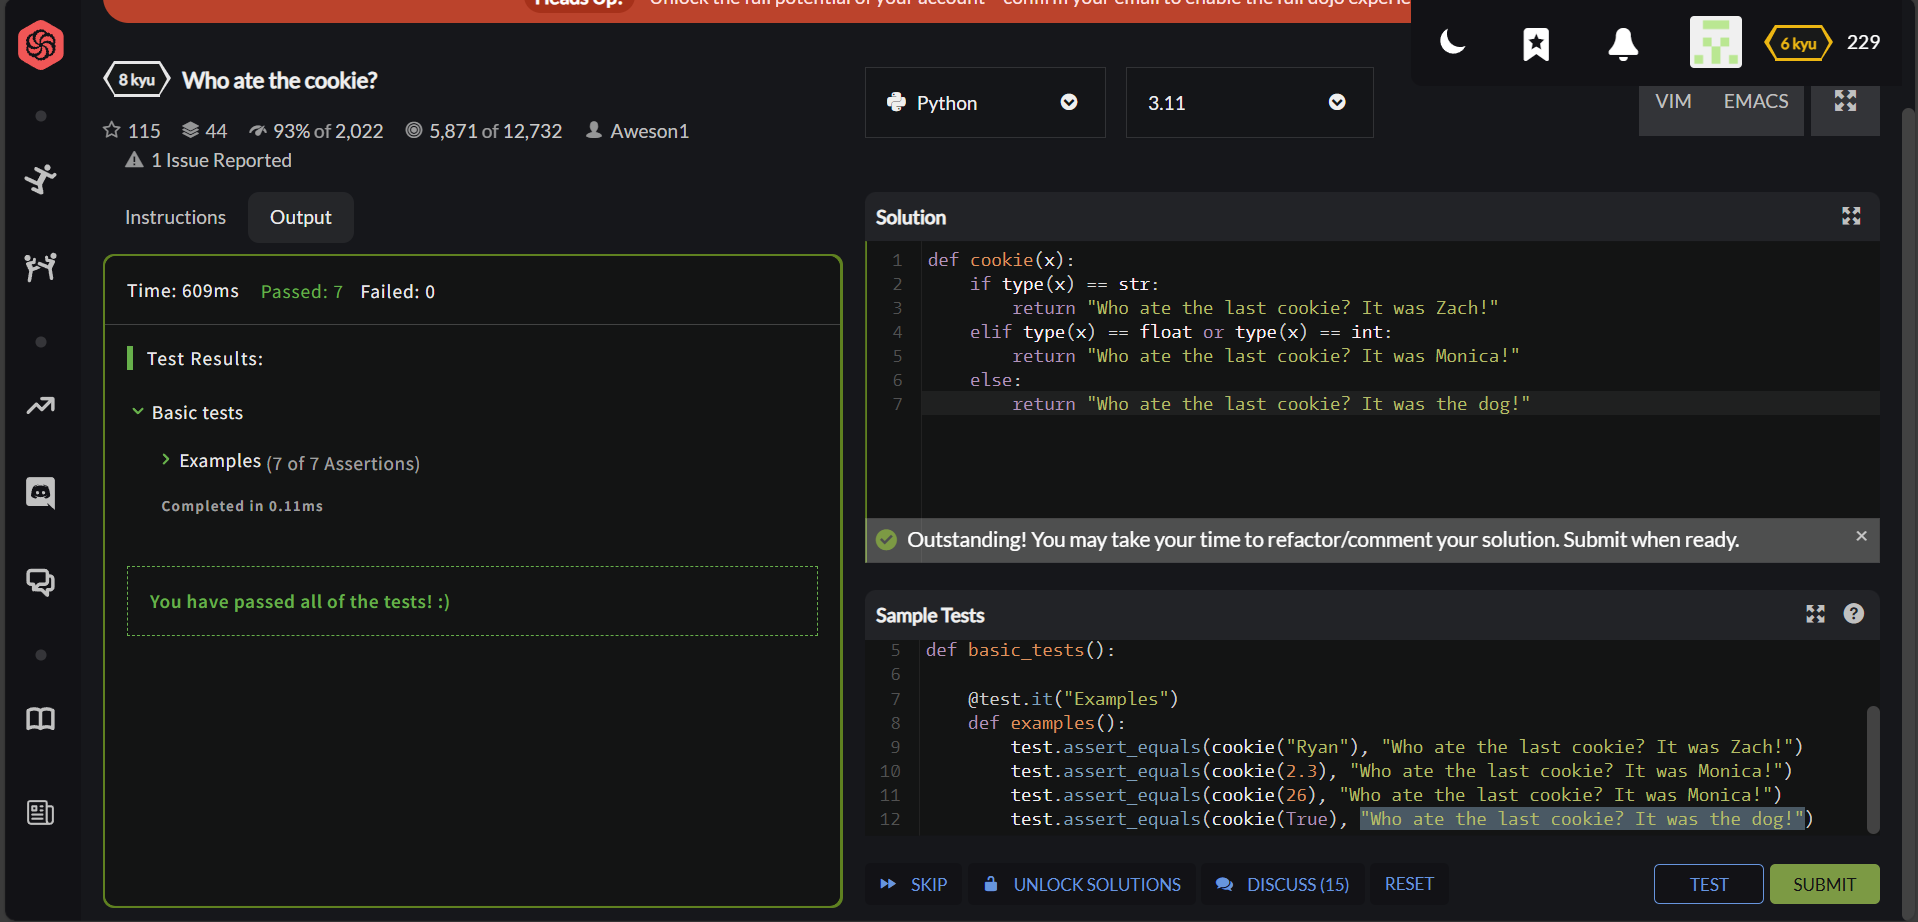 Heads Up! Unlock the full potential of your account - confirm your email to enable the full dojo experie
6 kyu 229
8 kyu Who ate the cookie?
115 44 93% of 2,022 5,871 of 12,732 Aweson1
1 Issue Reported
Python
3.11
VIM EMACS
Instructions Output
Time: 609ms Passed: 7 Failed: 0
Test Results:
Basic tests
Examples (7 of 7 Assertions)
Completed in 0.11ms
You have passed all of the tests! :)
Solution
1 def cookie(x):
2 if type(x) == str:
3 return "Who ate the last cookie? It was Zach!"
4 elif type(x) == float or type(x) == int:
5 return "Who ate the last cookie? It was Monica!"
6 else:
7 return "Who ate the last cookie? It was the dog!"
Outstanding! You may take your time to refactor/comment your solution. Submit when ready. ×
Sample Tests ?
5 def basic_tests():
6
7 @test.it("Examples")
8 def examples():
9 test.assert_equals(cookie("Ryan"), "Who ate the last cookie? It was Zach!")
10 test.assert_equals(cookie(2.3), "Who ate the last cookie? It was Monica!")
11 test.assert_equals(cookie(26), "Who ate the last cookie? It was Monica!")
12 test.assert_equals(cookie(True), "Who ate the last cookie? It was the dog!")
SKIP UNLOCK SOLUTIONS DISCUSS (15) RESET TEST SUBMIT